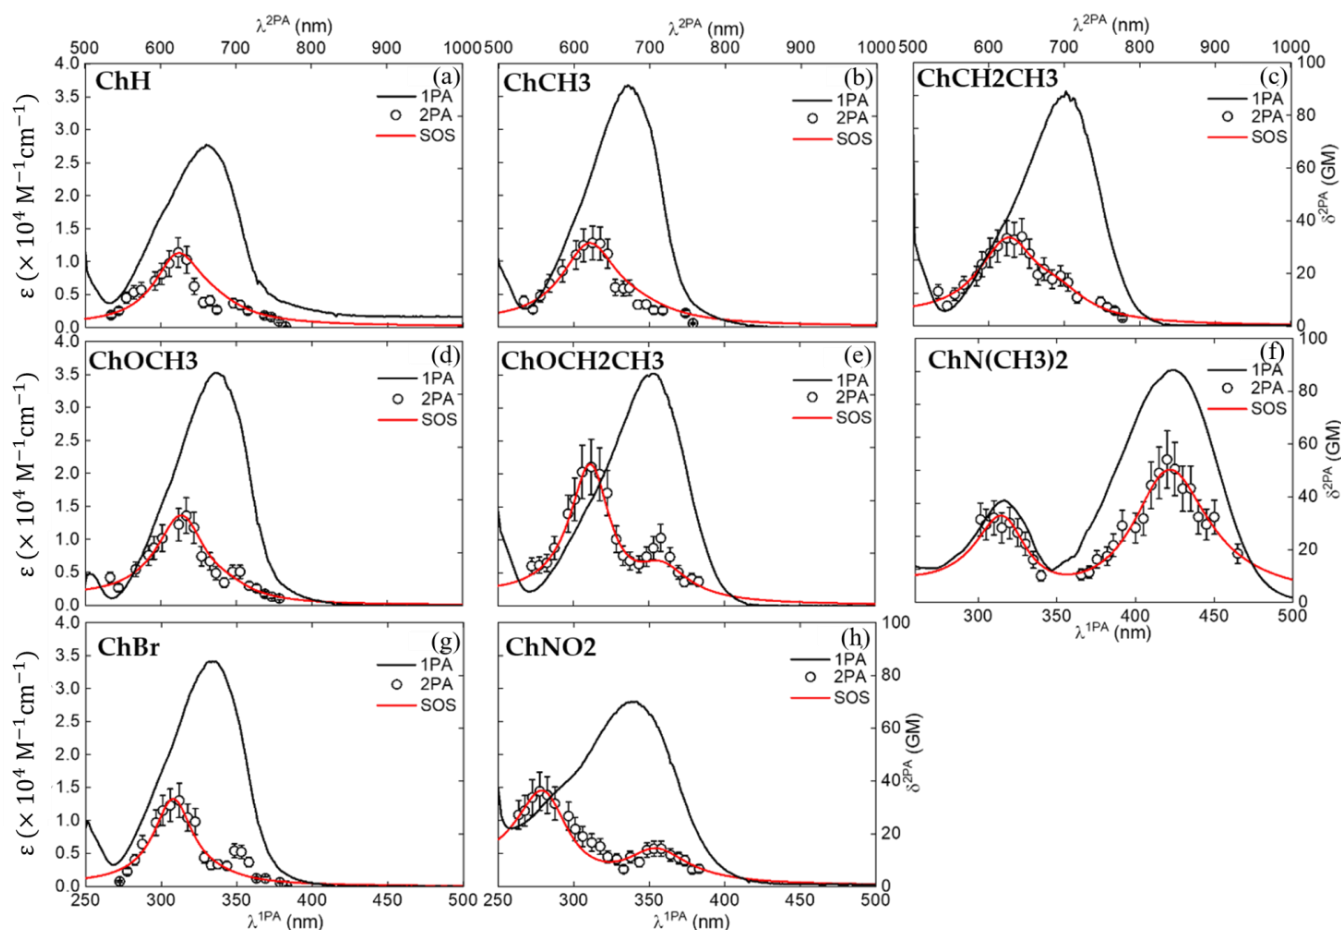 λ²ᴾᴬ (nm) λ²ᴾᴬ (nm) λ²ᴾᴬ (nm)
500 600 700 800 900 1000 500 600 700 800 900 1000 500 600 700 800 900 1000
4.0 ChH (a) ChCH3 (b) ChCH2CH3 (c) 100
3.5 1PA 1PA 1PA
3.0 2PA 2PA 2PA 80
2.5 SOS SOS SOS
ε (× 10⁴ M⁻¹cm⁻¹) 2.0 60 δ²ᴾᴬ (GM)
1.5 40
1.0
0.5 20
0.0 0
4.0 ChOCH3 (d) ChOCH2CH3 (e) ChN(CH3)2 (f) 100
3.5 1PA 1PA 1PA
3.0 2PA 2PA 2PA 80
2.5 SOS SOS SOS
ε (× 10⁴ M⁻¹cm⁻¹) 2.0 60 δ²ᴾᴬ (GM)
1.5 40
1.0
0.5 20
0.0 0
300 350 400 450 500
λ¹ᴾᴬ (nm)
4.0 ChBr (g) ChNO2 (h) 100
3.5 1PA 1PA
3.0 2PA 2PA 80
2.5 SOS SOS
ε (× 10⁴ M⁻¹cm⁻¹) 2.0 60 δ²ᴾᴬ (GM)
1.5 40
1.0
0.5 20
0.0 0
250 300 350 400 450 500 250 300 350 400 450 500
λ¹ᴾᴬ (nm) λ¹ᴾᴬ (nm)